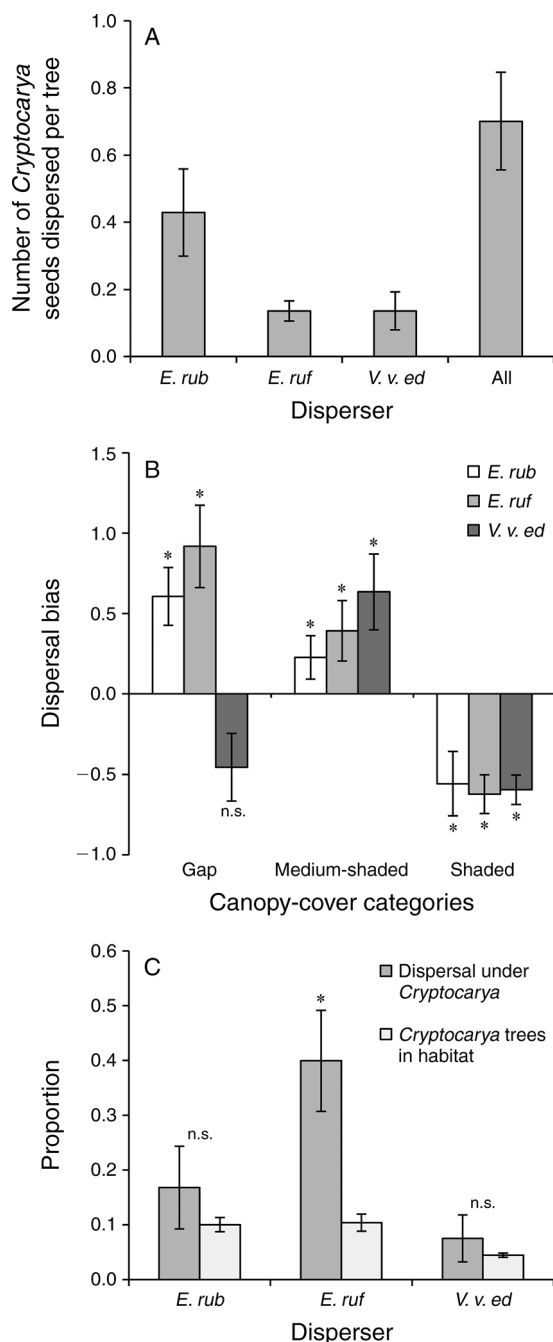 A
Number of Cryptocarya
seeds dispersed per tree
1.0
0.8
0.6
0.4
0.2
0.0
E. rub
E. ruf
V. v. ed
All
Disperser
B
Dispersal bias
1.5
1.0
0.5
0.0
−0.5
−1.0
E. rub
E. ruf
V. v. ed
*
*
n.s.
*
*
*
*
*
*
Gap
Medium-shaded
Shaded
Canopy-cover categories
C
Proportion
0.6
0.5
0.4
0.3
0.2
0.1
0.0
Dispersal under
Cryptocarya
Cryptocarya trees
in habitat
n.s.
*
n.s.
E. rub
E. ruf
V. v. ed
Disperser